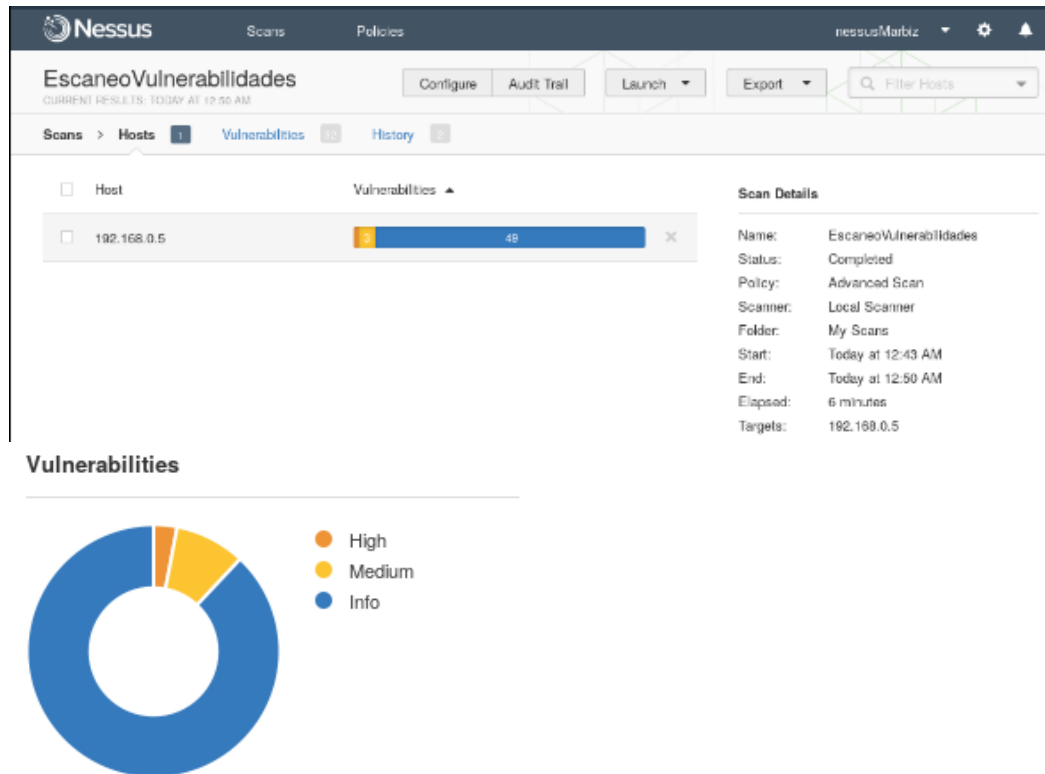 Nessus Scans Policies nessusMarbiz
EscaneoVulnerabilidades Configure Audit Trail Launch Export Filter Hosts
CURRENT RESULTS: TODAY AT 12:50 AM
Scans > Hosts 1 Vulnerabilities History 2
Host Vulnerabilities Scan Details
192.168.0.5 3 49
Name: EscaneoVulnerabilidades
Status: Completed
Policy: Advanced Scan
Scanner: Local Scanner
Folder: My Scans
Start: Today at 12:43 AM
End: Today at 12:50 AM
Elapsed: 6 minutes
Targets: 192.168.0.5
Vulnerabilities
High
Medium
Info